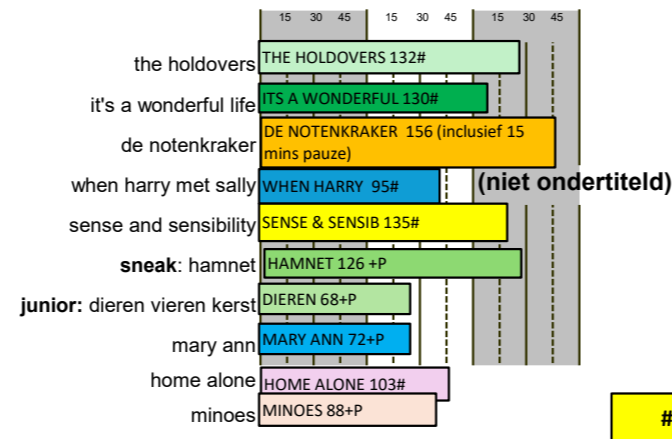 15 30 45 15 30 45 15 30 45
the holdovers THE HOLDOVERS 132#
it's a wonderful life ITS A WONDERFUL 130#
de notenkraker DE NOTENKRAKER 156 (inclusief 15
mins pauze)
when harry met sally WHEN HARRY 95# (niet ondertiteld)
sense and sensibility SENSE & SENSIB 135#
sneak: hamnet HAMNET 126 +P
junior: dieren vieren kerst DIEREN 68+P
mary ann MARY ANN 72+P
home alone HOME ALONE 103#
minoes MINOES 88+P
#